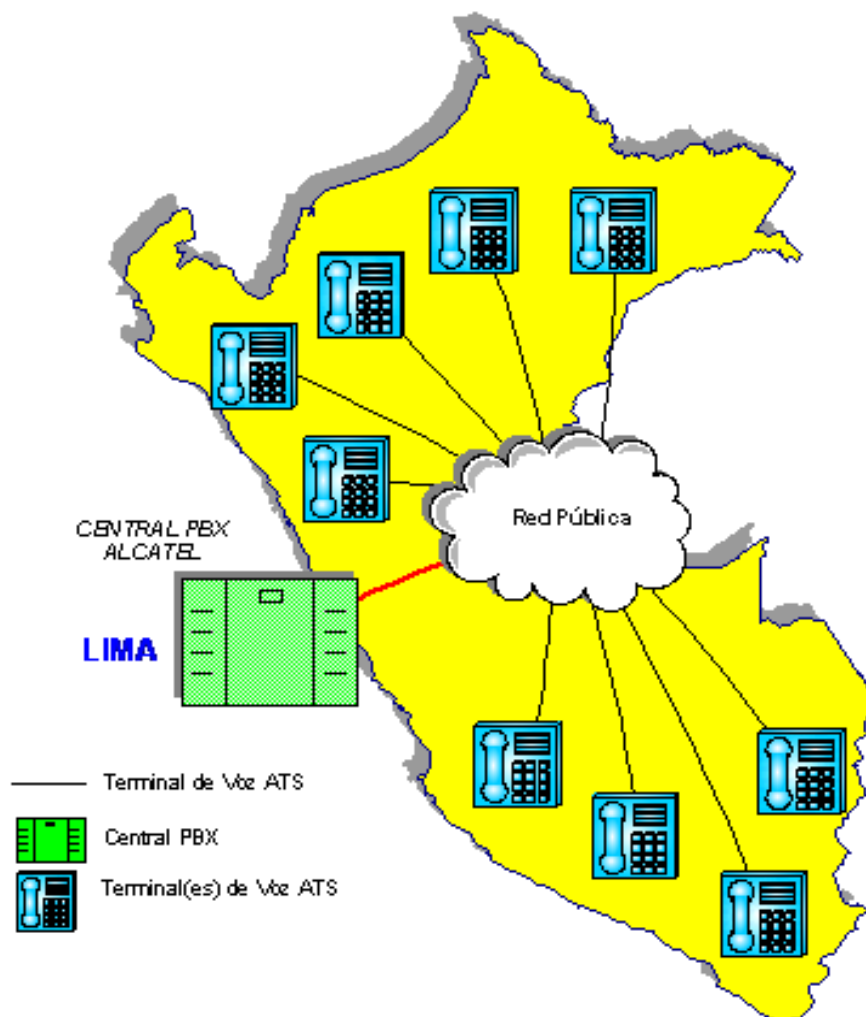 Red Pública
CENTRAL PBX
ALCATEL
LIMA
Terminal de Voz ATS
Central PBX
Terminal(es) de Voz ATS